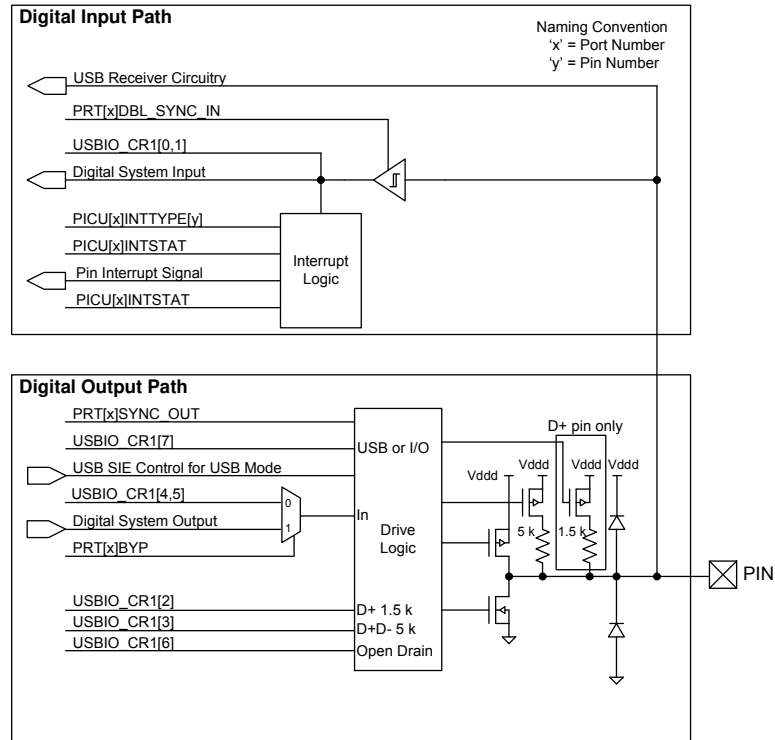 Digital Input Path
Naming Convention
‘x’ = Port Number
‘y’ = Pin Number
USB Receiver Circuitry
PRT[x]DBL_SYNC_IN
USBIO_CR1[0,1]
Digital System Input
PICU[x]INTTYPE[y]
PICU[x]INTSTAT
Pin Interrupt Signal
PICU[x]INTSTAT
Interrupt
Logic
Digital Output Path
PRT[x]SYNC_OUT
USBIO_CR1[7]
USB SIE Control for USB Mode
USBIO_CR1[4,5]
Digital System Output
PRT[x]BYP
0
1
USB or I/O
In
Drive
Logic
USBIO_CR1[2]
USBIO_CR1[3]
USBIO_CR1[6]
D+ 1.5 k
D+D- 5 k
Open Drain
D+ pin only
Vddd
Vddd
Vddd
Vddd
5 k
1.5 k
PIN